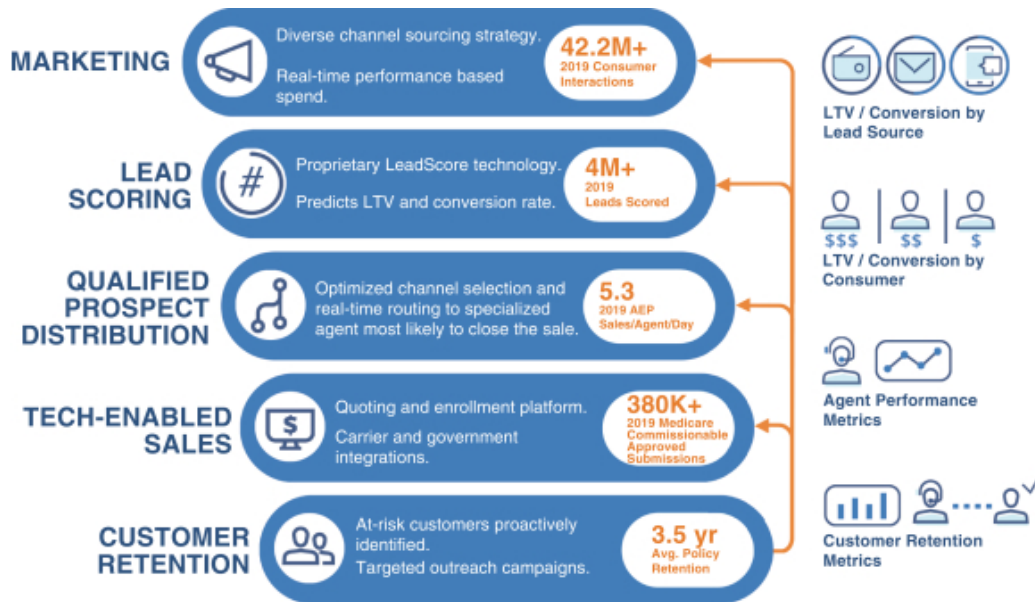 MARKETING
Diverse channel sourcing strategy.
Real-time performance based
spend.
42.2M+
2019 Consumer
Interactions
LEAD
SCORING
#
Proprietary LeadScore technology.
Predicts LTV and conversion rate.
4M+
2019
Leads Scored
QUALIFIED
PROSPECT
DISTRIBUTION
Optimized channel selection and
real-time routing to specialized
agent most likely to close the sale.
5.3
2019 AEP
Sales/Agent/Day
TECH-ENABLED
SALES
$
Quoting and enrollment platform.
Carrier and government
integrations.
380K+
2019 Medicare
Commissionable
Approved
Submissions
CUSTOMER
RETENTION
At-risk customers proactively
identified.
Targeted outreach campaigns.
3.5 yr
Avg. Policy
Retention
LTV / Conversion by
Lead Source
$$$ $$ $
LTV / Conversion by
Consumer
Agent Performance
Metrics
Customer Retention
Metrics